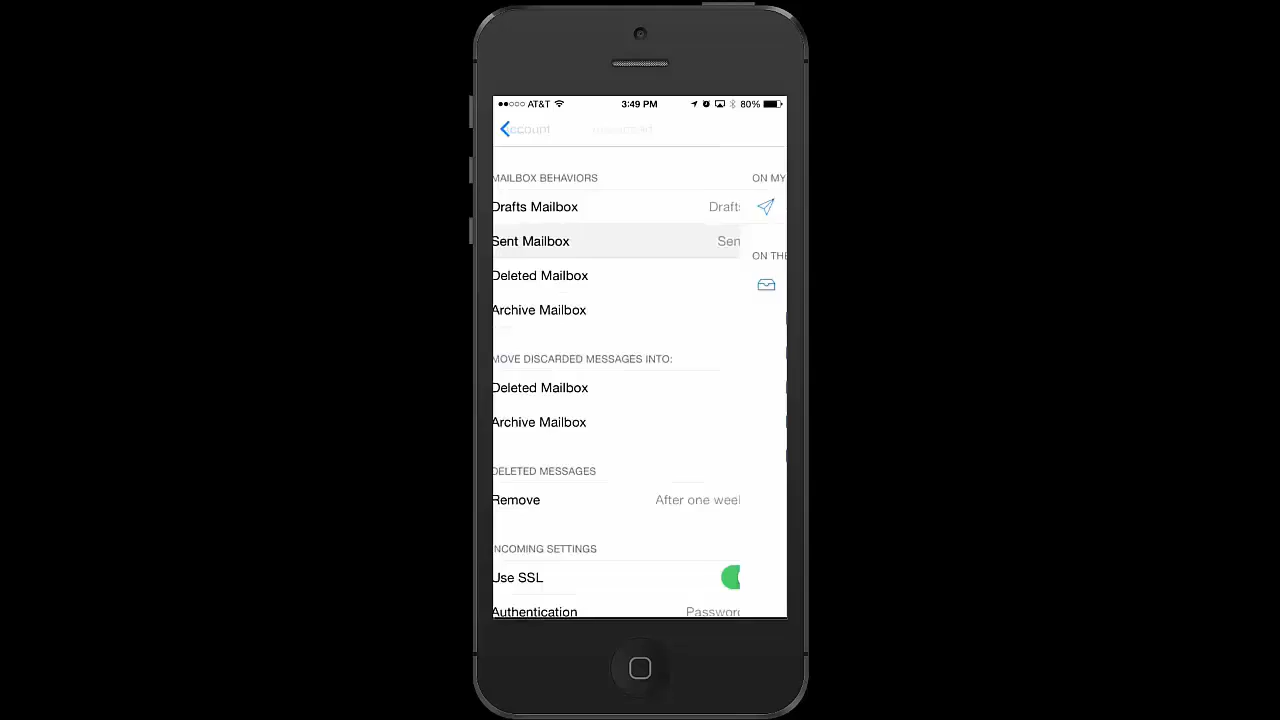 AT&T 3:49 PM 80%
Account
MAILBOX BEHAVIORS ON MY
Drafts Mailbox Drafts
Sent Mailbox Sen
ON THE
Deleted Mailbox
Archive Mailbox
MOVE DISCARDED MESSAGES INTO:
Deleted Mailbox
Archive Mailbox
DELETED MESSAGES
Remove After one week
INCOMING SETTINGS
Use SSL
Authentication Password